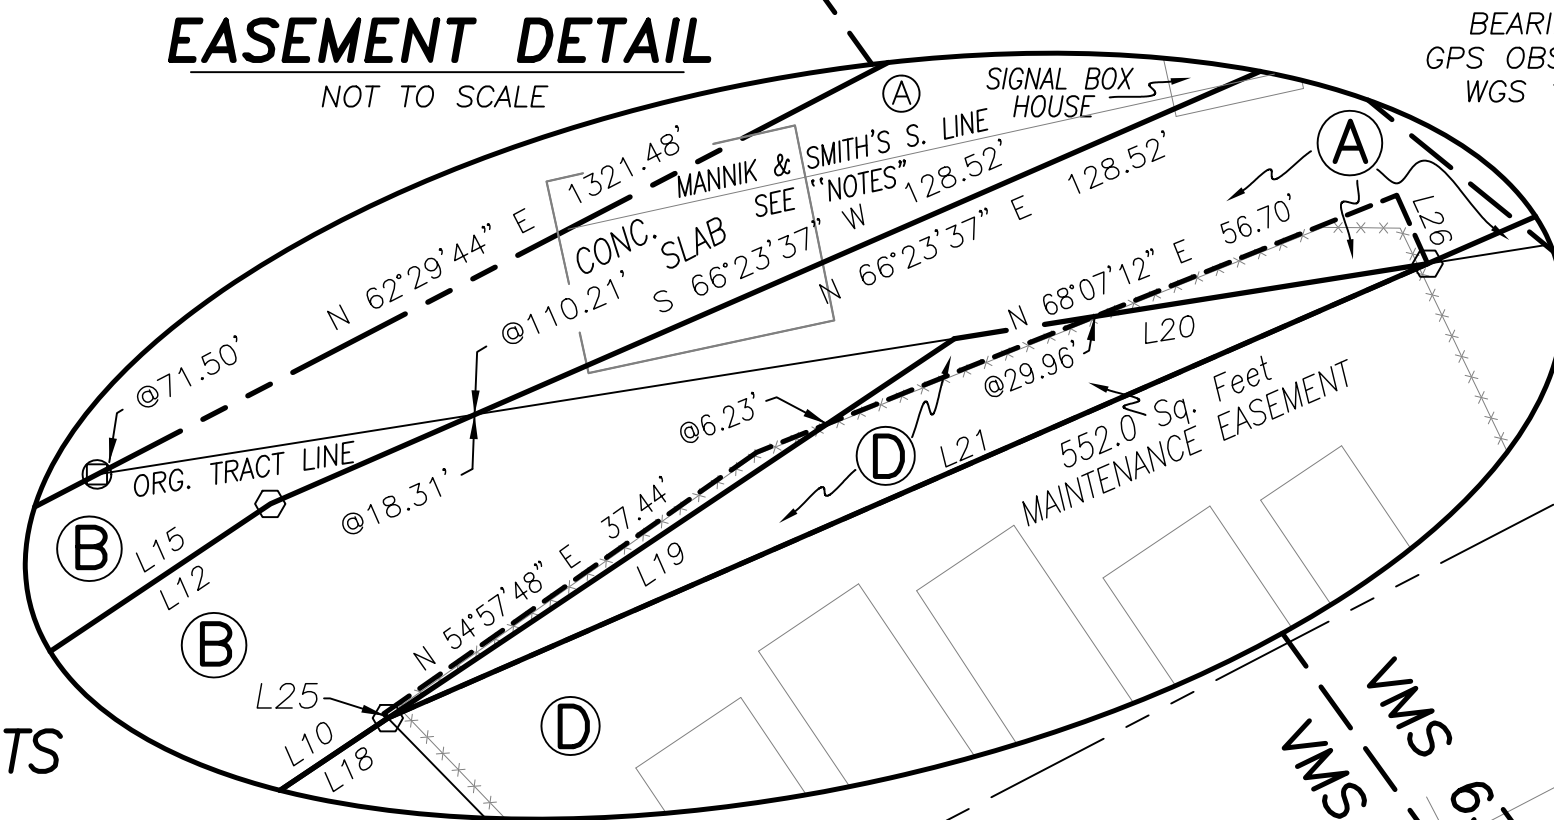 EASEMENT DETAIL
NOT TO SCALE
BEARI
GPS OBS
WGS
SIGNAL BOX
HOUSE
A
A
MANNIK & SMITH'S S. LINE
SEE "NOTES"
N 62°29'44" E 1321.48'
CONC.
SLAB
S 66°23'37" W 128.52'
N 66°23'37" E 128.52'
@110.21'
@71.50'
L26
N 68°07'12" E 56.70'
L20
@29.96'
@6.23'
ORG. TRACT LINE
@18.31'
552.0 Sq. Feet
MAINTENANCE EASEMENT
D
L21
B
L15
L12
N 54°57'48" E 37.44'
L19
B
L25
L10
L18
D
TS
VMS 6
VMS